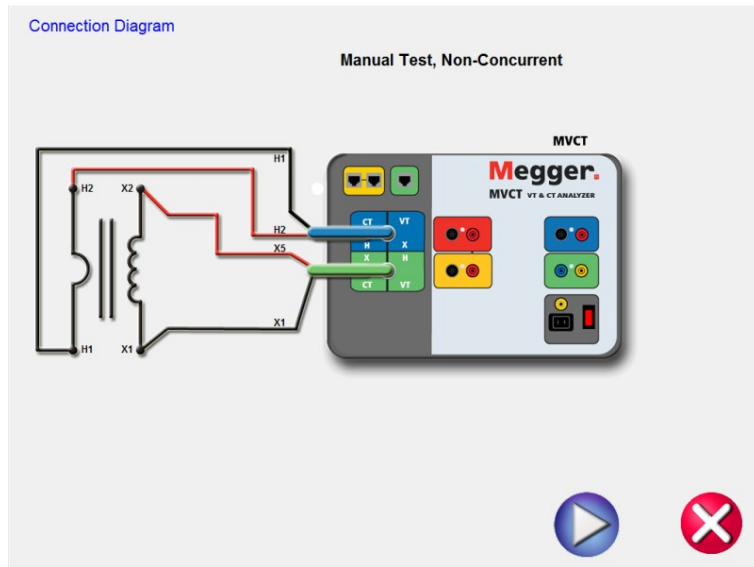 Connection Diagram
Manual Test, Non-Concurrent
MVCT
Megger.
MVCT VT & CT ANALYZER
H1
H2
X2
H2
X5
X1
H1
X1
CT VT
H X
X H
CT VT